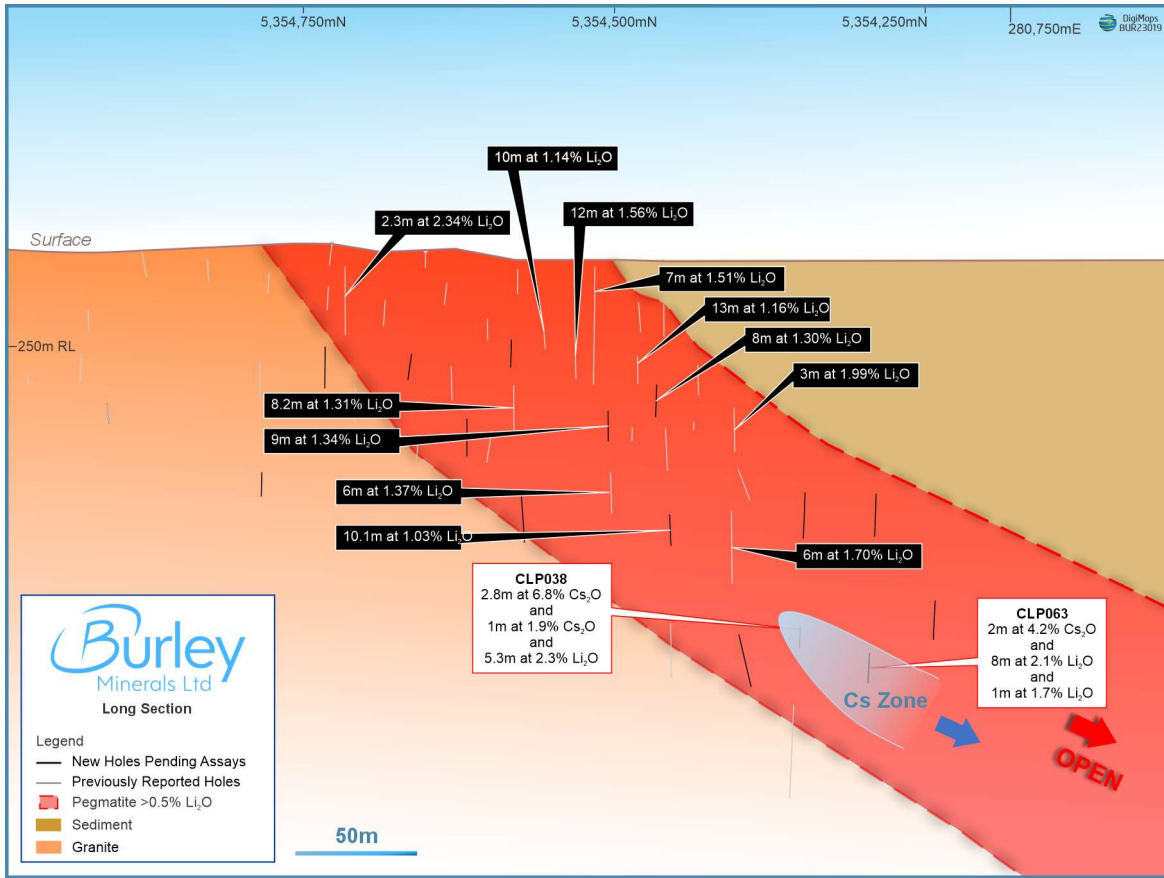 5,354,750mN
5,354,500mN
5,354,250mN
280,750mE
DigiMaps
BUR23019
10m at 1.14% Li₂O
2.3m at 2.34% Li₂O
12m at 1.56% Li₂O
Surface
7m at 1.51% Li₂O
13m at 1.16% Li₂O
250m RL
8m at 1.30% Li₂O
3m at 1.99% Li₂O
8.2m at 1.31% Li₂O
9m at 1.34% Li₂O
6m at 1.37% Li₂O
10.1m at 1.03% Li₂O
6m at 1.70% Li₂O
CLP038
2.8m at 6.8% Cs₂O
and
1m at 1.9% Cs₂O
and
5.3m at 2.3% Li₂O
CLP063
2m at 4.2% Cs₂O
and
8m at 2.1% Li₂O
and
1m at 1.7% Li₂O
Cs Zone
OPEN
Burley
Minerals Ltd
Long Section
Legend
New Holes Pending Assays
Previously Reported Holes
Pegmatite >0.5% Li₂O
Sediment
Granite
50m